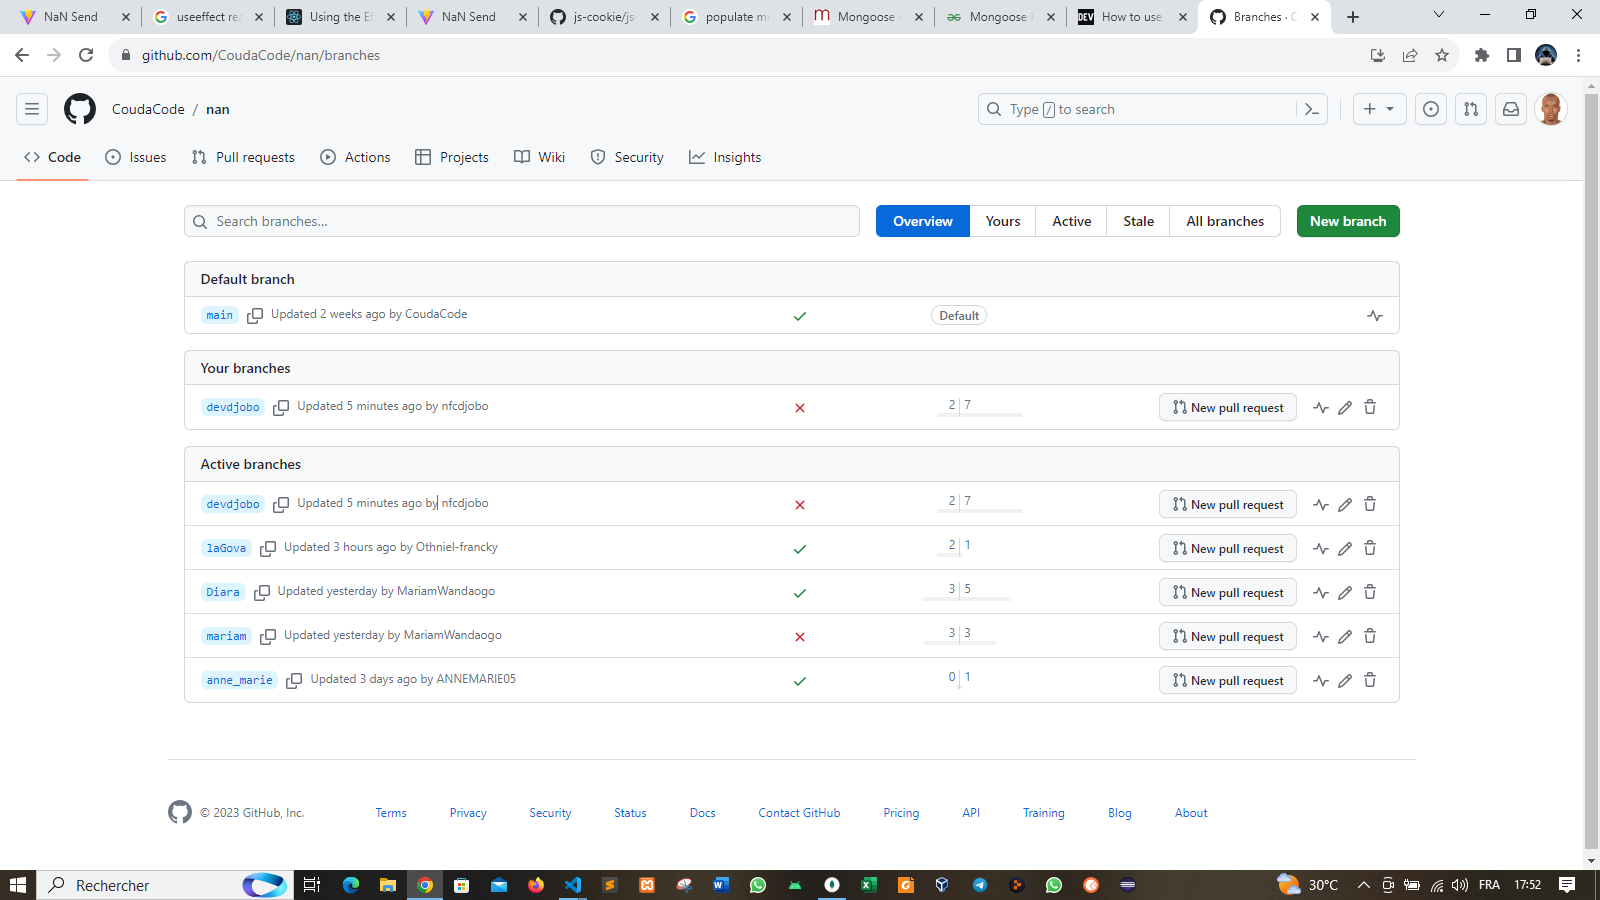 NaN Send
useeffect rea
Using the Ef
NaN Send
js-cookie/js-
populate mo
Mongoose v
Mongoose P
DEV
How to use
Branches · C
github.com/CoudaCode/nan/branches
CoudaCode / nan
Type / to search
Code
Issues
Pull requests
Actions
Projects
Wiki
Security
Insights
Search branches...
Overview
Yours
Active
Stale
All branches
New branch
Default branch
main Updated 2 weeks ago by CoudaCode Default
Your branches
devdjobo Updated 5 minutes ago by nfcdjobo 2 7 New pull request
Active branches
devdjobo Updated 5 minutes ago by nfcdjobo 2 7 New pull request
laGova Updated 3 hours ago by Othniel-francky 2 1 New pull request
Diara Updated yesterday by MariamWandaogo 3 5 New pull request
mariam Updated yesterday by MariamWandaogo 3 3 New pull request
anne_marie Updated 3 days ago by ANNEMARIE05 0 1 New pull request
© 2023 GitHub, Inc.
Terms
Privacy
Security
Status
Docs
Contact GitHub
Pricing
API
Training
Blog
About
Rechercher
30°C
FRA
17:52